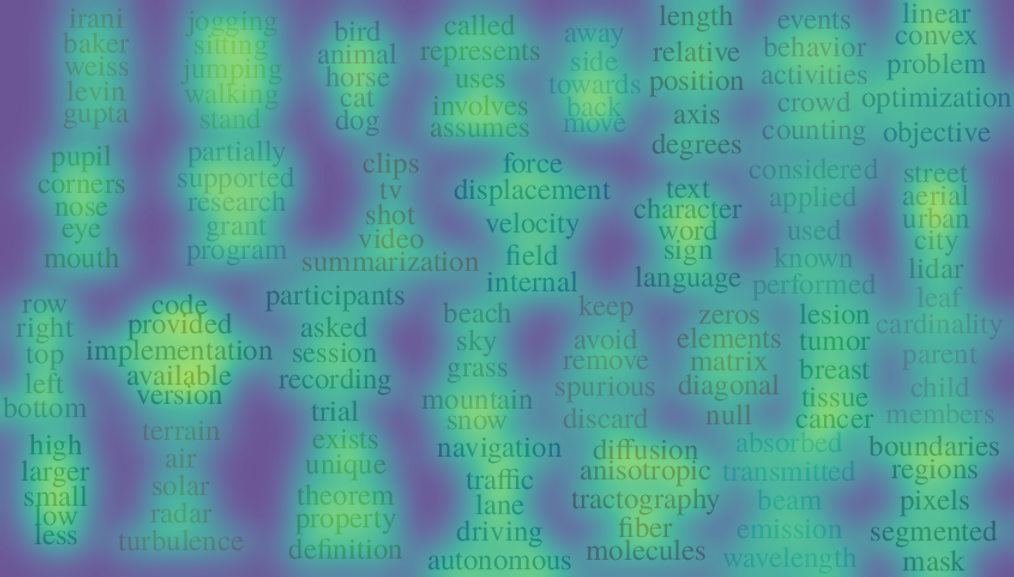 irani
baker
weiss
levin
gupta
jogging
sitting
jumping
walking
stand
bird
animal
horse
cat
dog
called
represents
uses
involves
assumes
away
side
towards
back
move
length
relative
position
axis
degrees
events
behavior
activities
crowd
counting
linear
convex
problem
optimization
objective
pupil
corners
nose
eye
mouth
partially
supported
research
grant
program
clips
tv
shot
video
summarization
force
displacement
velocity
field
internal
text
character
word
sign
language
considered
applied
used
known
performed
street
aerial
urban
city
lidar
row
right
top
left
bottom
code
provided
implementation
available
version
participants
asked
session
recording
trial
beach
sky
grass
mountain
snow
keep
avoid
remove
spurious
discard
zeros
elements
matrix
diagonal
null
lesion
tumor
breast
tissue
cancer
leaf
cardinality
parent
child
members
high
larger
small
low
less
terrain
air
solar
radar
turbulence
exists
unique
theorem
property
definition
navigation
traffic
lane
driving
autonomous
diffusion
anisotropic
tractography
fiber
molecules
absorbed
transmitted
beam
emission
wavelength
boundaries
regions
pixels
segmented
mask